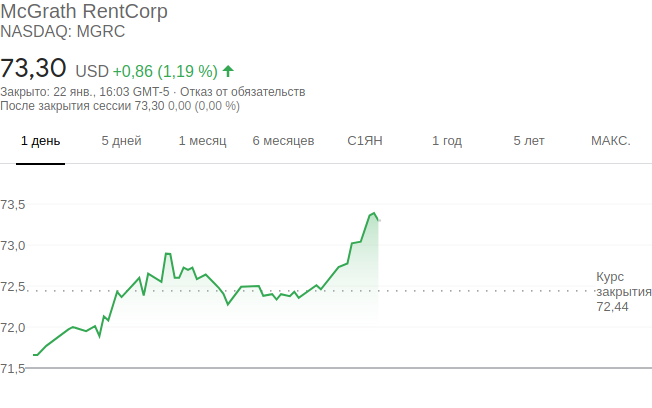 McGrath RentCorp
NASDAQ: MGRC
73,30 USD +0,86 (1,19 %)
Закрыто: 22 янв., 16:03 GMT-5 · Отказ от обязательств
После закрытия сессии 73,30 0,00 (0,00 %)
1 день 5 дней 1 месяц 6 месяцев С1ЯН 1 год 5 лет МАКС.
73,5
73,0
72,5
72,0
71,5
Курс
закрытия
72,44